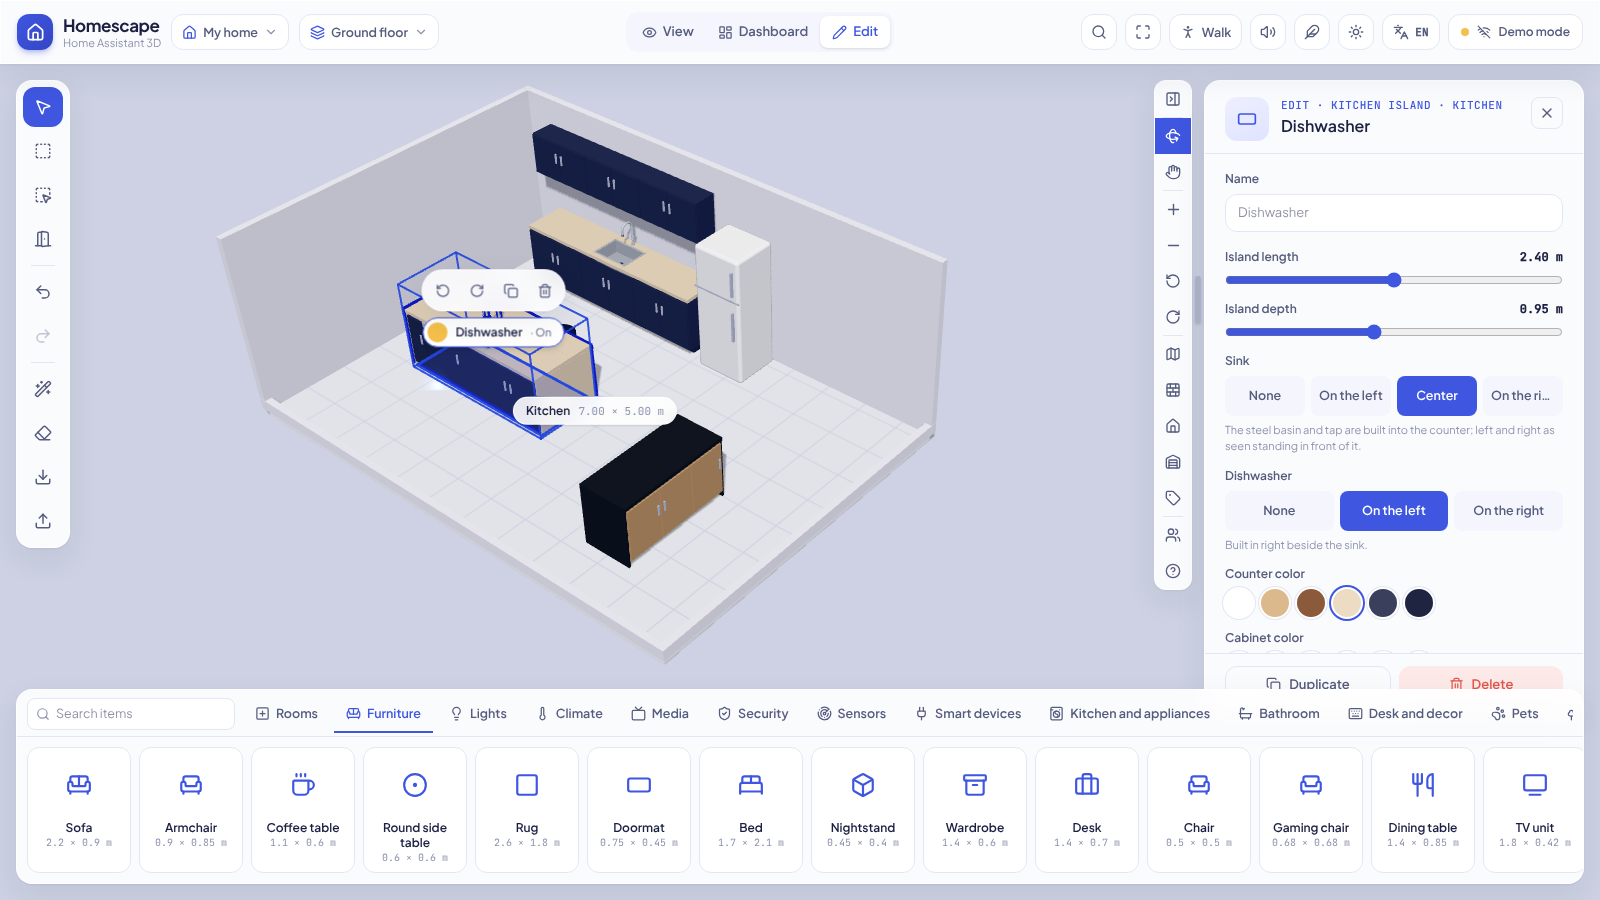 Homescape
Home Assistant 3D
My home
Ground floor
View
Dashboard
Edit
Walk
EN
Demo mode
EDIT · KITCHEN ISLAND · KITCHEN
Dishwasher
Name
Dishwasher
Island length
2.40 m
Island depth
0.95 m
Sink
None
On the left
Center
On the ri...
The steel basin and tap are built into the counter; left and right as
seen standing in front of it.
Dishwasher
None
On the left
On the right
Built in right beside the sink.
Counter color
Cabinet color
Duplicate
Delete
Dishwasher · On
Kitchen 7.00 × 5.00 m
Search items
Rooms
Furniture
Lights
Climate
Media
Security
Sensors
Smart devices
Kitchen and appliances
Bathroom
Desk and decor
Pets
Sofa
2.2 × 0.9 m
Armchair
0.9 × 0.85 m
Coffee table
1.1 × 0.6 m
Round side
table
0.6 × 0.6 m
Rug
2.6 × 1.8 m
Doormat
0.75 × 0.45 m
Bed
1.7 × 2.1 m
Nightstand
0.45 × 0.4 m
Wardrobe
1.4 × 0.6 m
Desk
1.4 × 0.7 m
Chair
0.5 × 0.5 m
Gaming chair
0.68 × 0.68 m
Dining table
1.4 × 0.85 m
TV unit
1.8 × 0.42 m